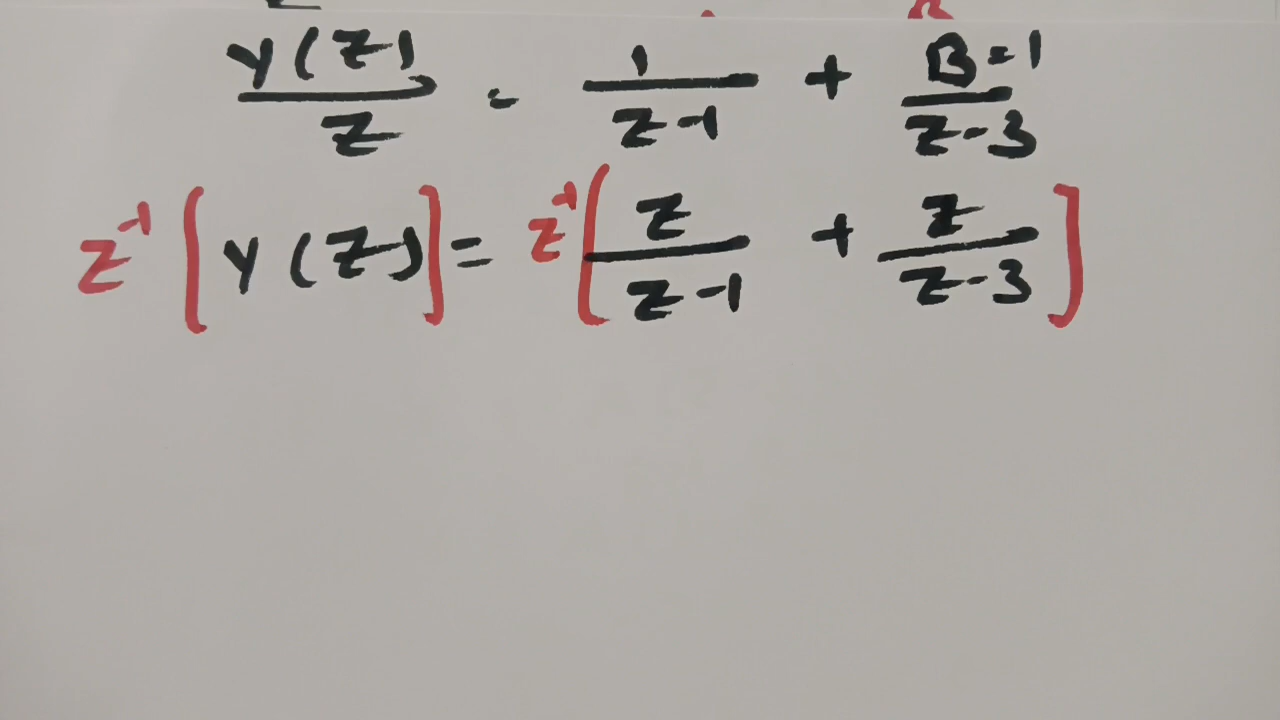 y(z)/z = 1/(z-1) + B=1/(z-3)
z⁻¹[y(z)] = z⁻¹[z/(z-1) + z/(z-3)]